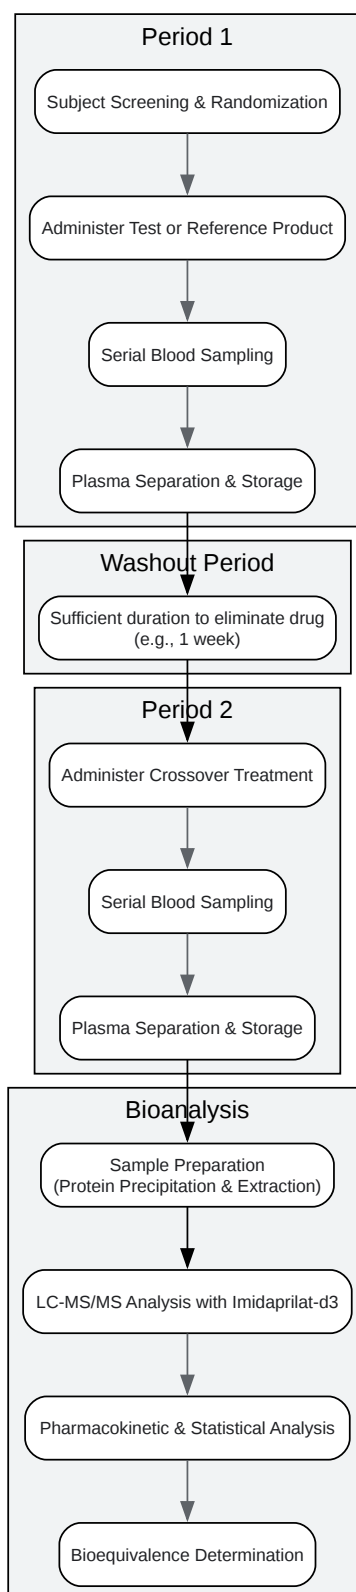 Period 1
Subject Screening & Randomization
Administer Test or Reference Product
Serial Blood Sampling
Plasma Separation & Storage
Washout Period
Sufficient duration to eliminate drug
(e.g., 1 week)
Period 2
Administer Crossover Treatment
Serial Blood Sampling
Plasma Separation & Storage
Bioanalysis
Sample Preparation
(Protein Precipitation & Extraction)
LC-MS/MS Analysis with Imidaprilat-d3
Pharmacokinetic & Statistical Analysis
Bioequivalence Determination